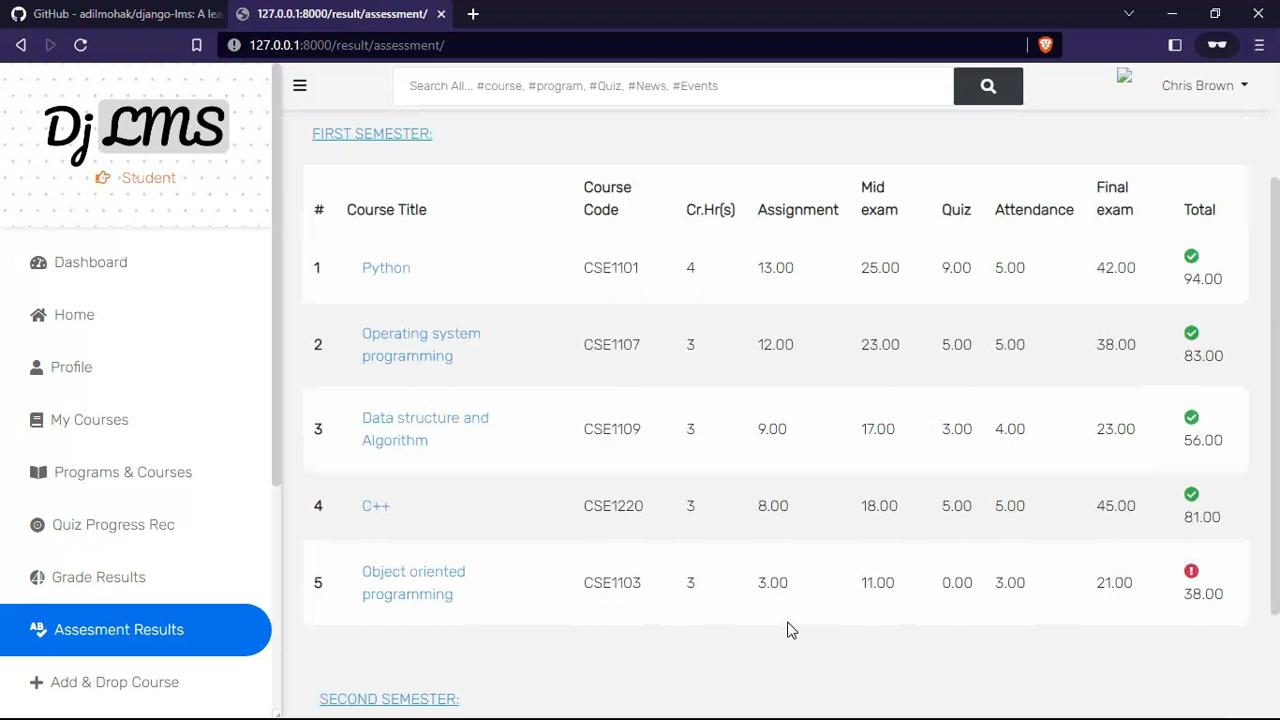 GitHub - adilmohak/django-lms: A lea
127.0.0.1:8000/result/assessment/
127.0.0.1:8000/result/assessment/
Dj LMS
Student
Dashboard
Home
Profile
My Courses
Programs & Courses
Quiz Progress Rec
Grade Results
Assesment Results
Add & Drop Course
Search All... #course, #program, #Quiz, #News, #Events
Chris Brown
FIRST SEMESTER:
# Course Title Course Code Cr.Hr(s) Assignment Mid exam Quiz Attendance Final exam Total
1 Python CSE1101 4 13.00 25.00 9.00 5.00 42.00 94.00
2 Operating system programming CSE1107 3 12.00 23.00 5.00 5.00 38.00 83.00
3 Data structure and Algorithm CSE1109 3 9.00 17.00 3.00 4.00 23.00 56.00
4 C++ CSE1220 3 8.00 18.00 5.00 5.00 45.00 81.00
5 Object oriented programming CSE1103 3 3.00 11.00 0.00 3.00 21.00 38.00
SECOND SEMESTER: